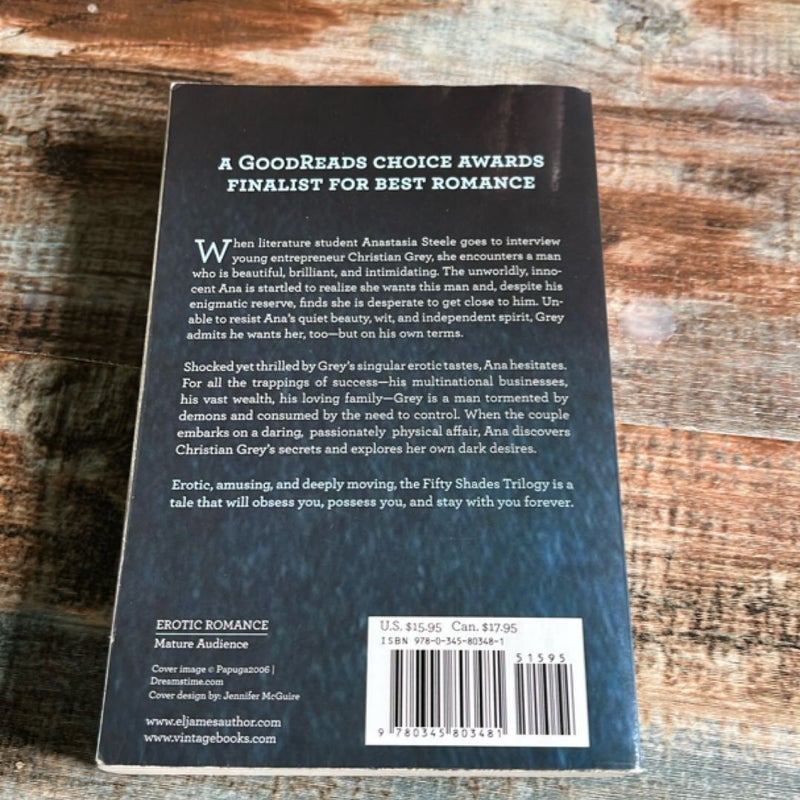 A GOODREADS CHOICE AWARDS
FINALIST FOR BEST ROMANCE
When literature student Anastasia Steele goes to interview
young entrepreneur Christian Grey, she encounters a man
who is beautiful, brilliant, and intimidating. The unworldly, inno-
cent Ana is startled to realize she wants this man and, despite his
enigmatic reserve, finds she is desperate to get close to him. Un-
able to resist Ana's quiet beauty, wit, and independent spirit, Grey
admits he wants her, too—but on his own terms.
Shocked yet thrilled by Grey's singular erotic tastes, Ana hesitates.
For all the trappings of success—his multinational businesses,
his vast wealth, his loving family—Grey is a man tormented by
demons and consumed by the need to control. When the couple
embarks on a daring, passionately physical affair, Ana discovers
Christian Grey's secrets and explores her own dark desires.
Erotic, amusing, and deeply moving, the Fifty Shades Trilogy is a
tale that will obsess you, possess you, and stay with you forever.
EROTIC ROMANCE
Mature Audience
Cover image © Papuga2006 |
Dreamstime.com
Cover design by: Jennifer McGuire
www.eljamesauthor.com
www.vintagebooks.com
U.S. $15.95 Can. $17.95
ISBN 978-0-345-80348-1
51595
9 780345 803481